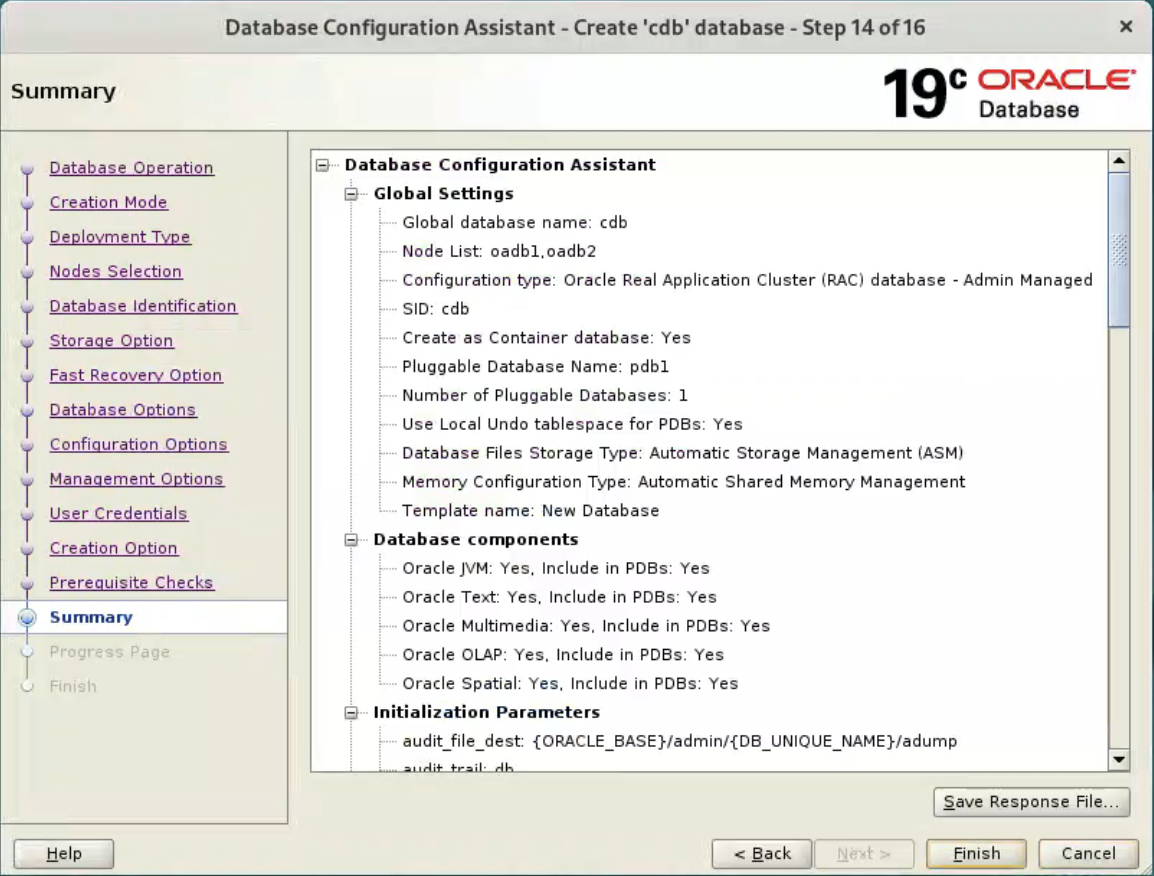 Database Configuration Assistant - Create 'cdb' database - Step 14 of 16
Summary
19c ORACLE Database
Database Operation
Creation Mode
Deployment Type
Nodes Selection
Database Identification
Storage Option
Fast Recovery Option
Database Options
Configuration Options
Management Options
User Credentials
Creation Option
Prerequisite Checks
Summary
Progress Page
Finish
Database Configuration Assistant
Global Settings
Global database name: cdb
Node List: oadb1,oadb2
Configuration type: Oracle Real Application Cluster (RAC) database - Admin Managed
SID: cdb
Create as Container database: Yes
Pluggable Database Name: pdb1
Number of Pluggable Databases: 1
Use Local Undo tablespace for PDBs: Yes
Database Files Storage Type: Automatic Storage Management (ASM)
Memory Configuration Type: Automatic Shared Memory Management
Template name: New Database
Database components
Oracle JVM: Yes, Include in PDBs: Yes
Oracle Text: Yes, Include in PDBs: Yes
Oracle Multimedia: Yes, Include in PDBs: Yes
Oracle OLAP: Yes, Include in PDBs: Yes
Oracle Spatial: Yes, Include in PDBs: Yes
Initialization Parameters
audit_file_dest: {ORACLE_BASE}/admin/{DB_UNIQUE_NAME}/adump
audit_trail: db
Save Response File...
Help
< Back
Next >
Finish
Cancel